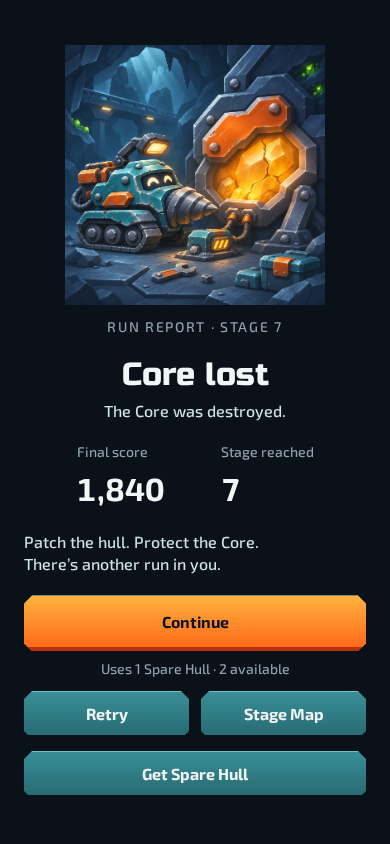 RUN REPORT · STAGE 7
Core lost
The Core was destroyed.
Final score
Stage reached
1,840
7
Patch the hull. Protect the Core.
There’s another run in you.
Continue
Uses 1 Spare Hull · 2 available
Retry
Stage Map
Get Spare Hull